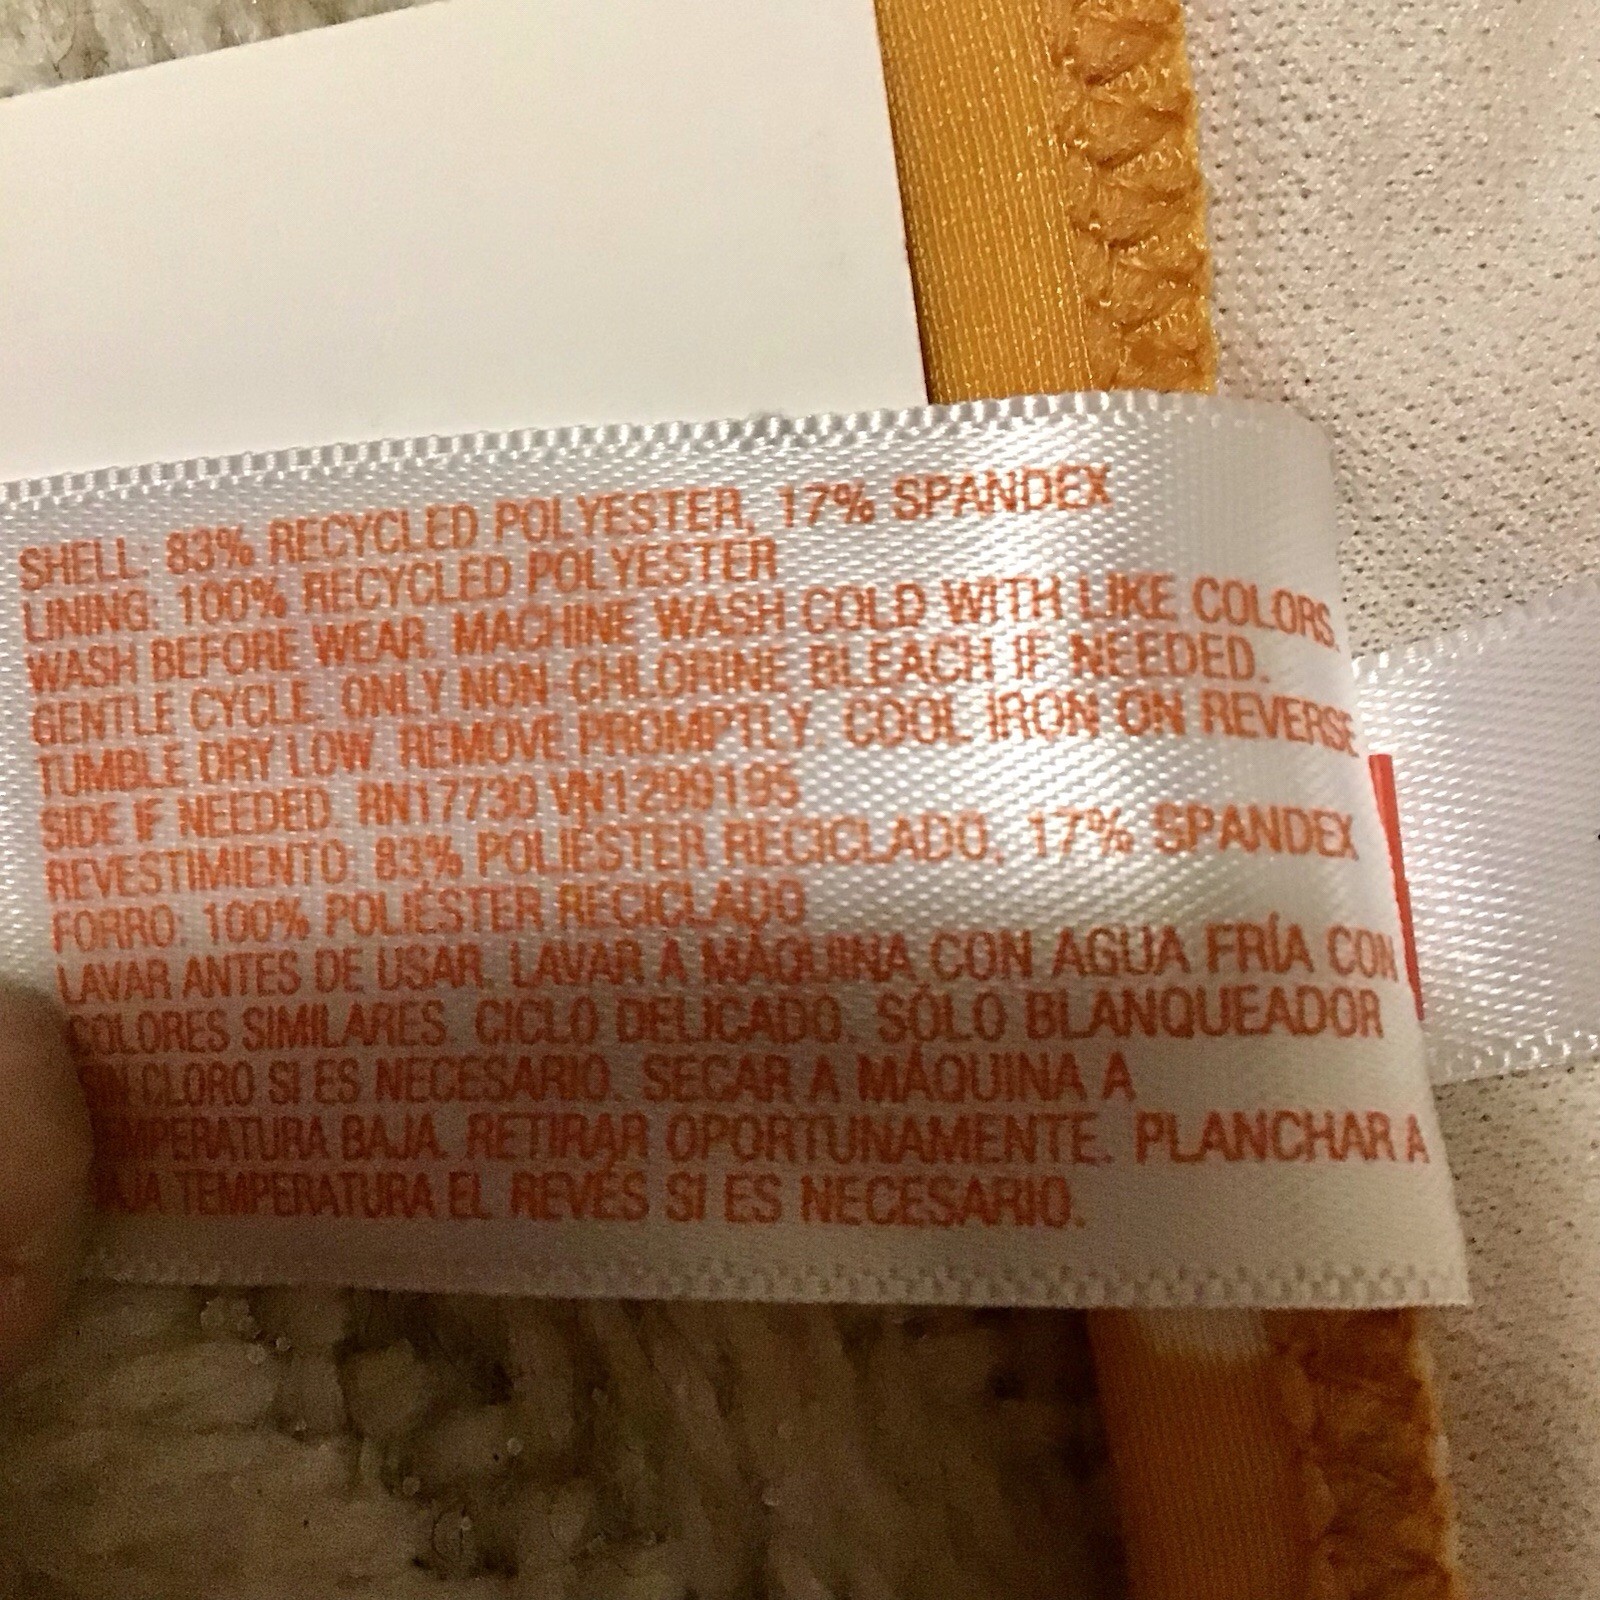 SHELL: 83% RECYCLED POLYESTER, 17% SPANDEX
LINING: 100% RECYCLED POLYESTER
WASH BEFORE WEAR. MACHINE WASH COLD WITH LIKE COLORS.
GENTLE CYCLE. ONLY NON-CHLORINE BLEACH IF NEEDED.
TUMBLE DRY LOW. REMOVE PROMPTLY. COOL IRON ON REVERSE
SIDE IF NEEDED. RN17730 VN1299195
REVESTIMIENTO: 83% POLIÉSTER RECICLADO, 17% SPANDEX
FORRO: 100% POLIÉSTER RECICLADO
LAVAR ANTES DE USAR. LAVAR A MÁQUINA CON AGUA FRÍA CON
COLORES SIMILARES. CICLO DELICADO. SÓLO BLANQUEADOR
CLORO SI ES NECESARIO. SECAR A MÁQUINA A
BAJA. RETIRAR OPORTUNAMENTE. PLANCHAR A
TEMPERATURA EL REVÉS SI ES NECESARIO.